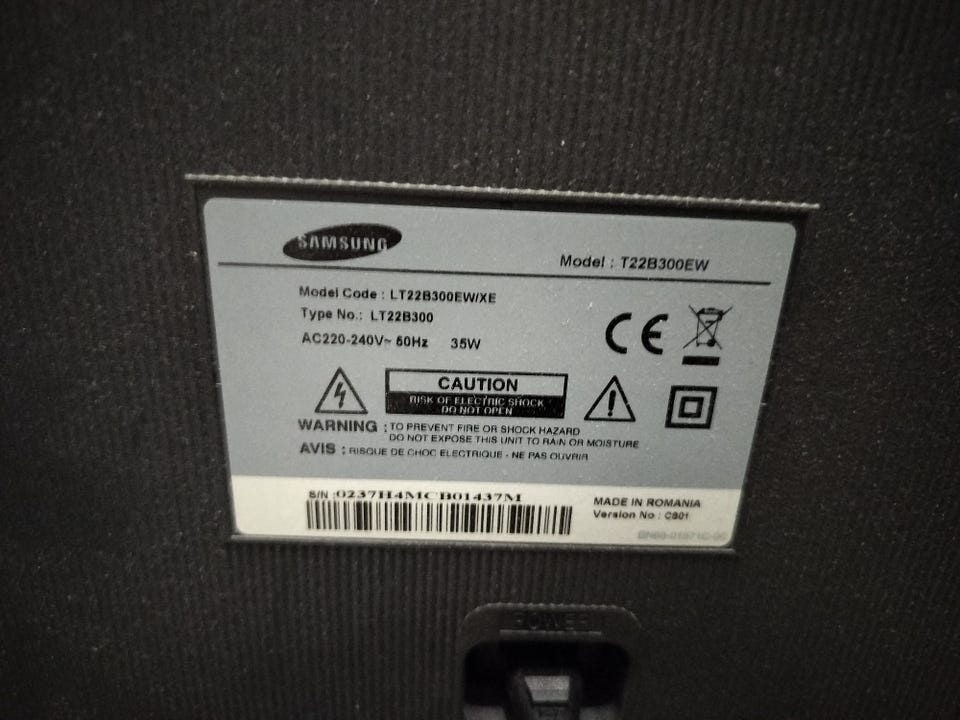 SAMSUNG
Model : T22B300EW
Model Code : LT22B300EW/XE
Type No.: LT22B300
AC220-240V~ 50Hz 35W
CE
CAUTION
RISK OF ELECTRIC SHOCK
DO NOT OPEN
WARNING : TO PREVENT FIRE OR SHOCK HAZARD
DO NOT EXPOSE THIS UNIT TO RAIN OR MOISTURE
AVIS : RISQUE DE CHOC ELECTRIQUE - NE PAS OUVRIR
S/N :0237H4MCB01437M
MADE IN ROMANIA
Version No : CS01
POWER